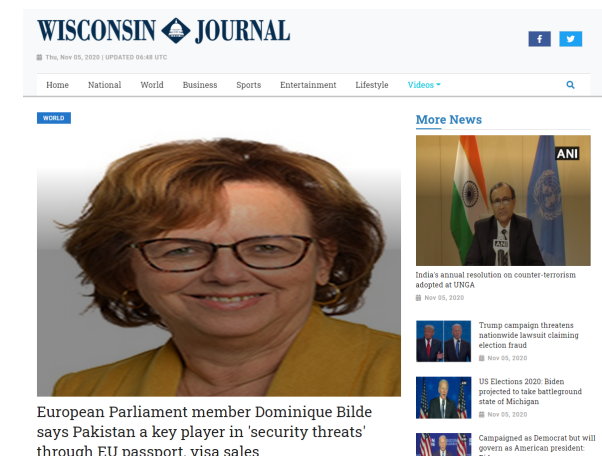 WISCONSIN JOURNAL
Thu, Nov 05, 2020 | UPDATED 06:48 UTC
f
Home National World Business Sports Entertainment Lifestyle Videos
WORLD
European Parliament member Dominique Bilde
says Pakistan a key player in 'security threats'
through EU passport, visa sales
More News
ANI
ANI
India's annual resolution on counter-terrorism
adopted at UNGA
Nov 05, 2020
Trump campaign threatens
nationwide lawsuit claiming
election fraud
Nov 05, 2020
US Elections 2020: Biden
projected to take battleground
state of Michigan
Nov 05, 2020
Campaigned as Democrat but will
govern as American president: